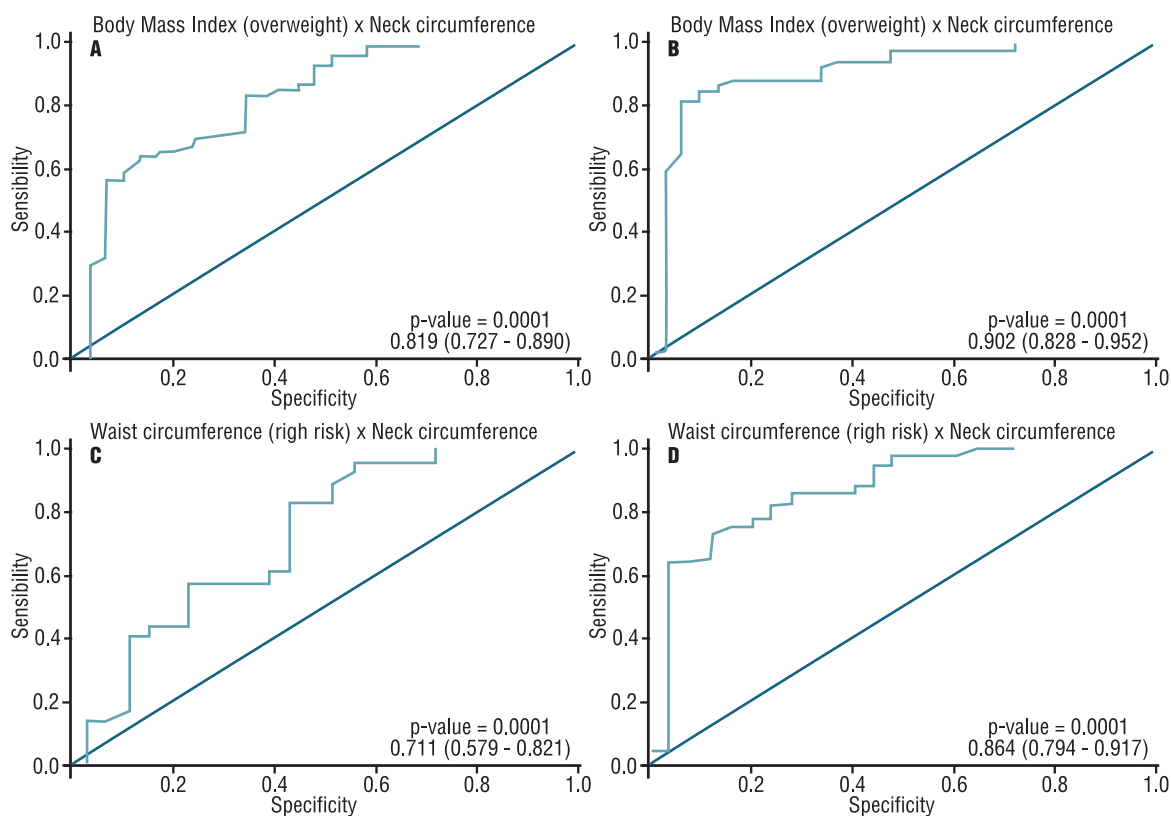 Body Mass Index (overweight) x Neck circumference
A
1.0
0.8
0.6
0.4
0.2
0.0
Sensibility
p-value = 0.0001
0.819 (0.727 - 0.890)
0.2
0.4
0.6
0.8
1.0
Specificity
Body Mass Index (overweight) x Neck circumference
B
1.0
0.8
0.6
0.4
0.2
0.0
Sensibility
p-value = 0.0001
0.902 (0.828 - 0.952)
0.2
0.4
0.6
0.8
1.0
Specificity
Waist circumference (righ risk) x Neck circumference
C
1.0
0.8
0.6
0.4
0.2
0.0
Sensibility
p-value = 0.0001
0.711 (0.579 - 0.821)
0.2
0.4
0.6
0.8
1.0
Specificity
Waist circumference (righ risk) x Neck circumference
D
1.0
0.8
0.6
0.4
0.2
0.0
Sensibility
p-value = 0.0001
0.864 (0.794 - 0.917)
0.2
0.4
0.6
0.8
1.0
Specificity